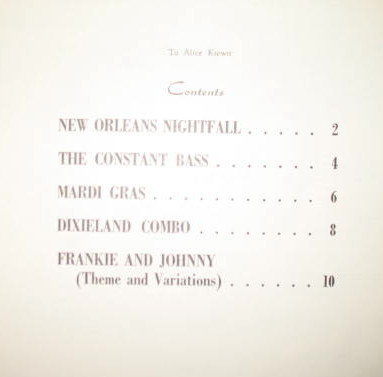 To Alice Kiewit
Contents
NEW ORLEANS NIGHTFALL . . . . . 2
THE CONSTANT BASS . . . . . . . 4
MARDI GRAS . . . . . . . . . . . 6
DIXIELAND COMBO . . . . . . . . 8
FRANKIE AND JOHNNY
(Theme and Variations) . . . . . . 10